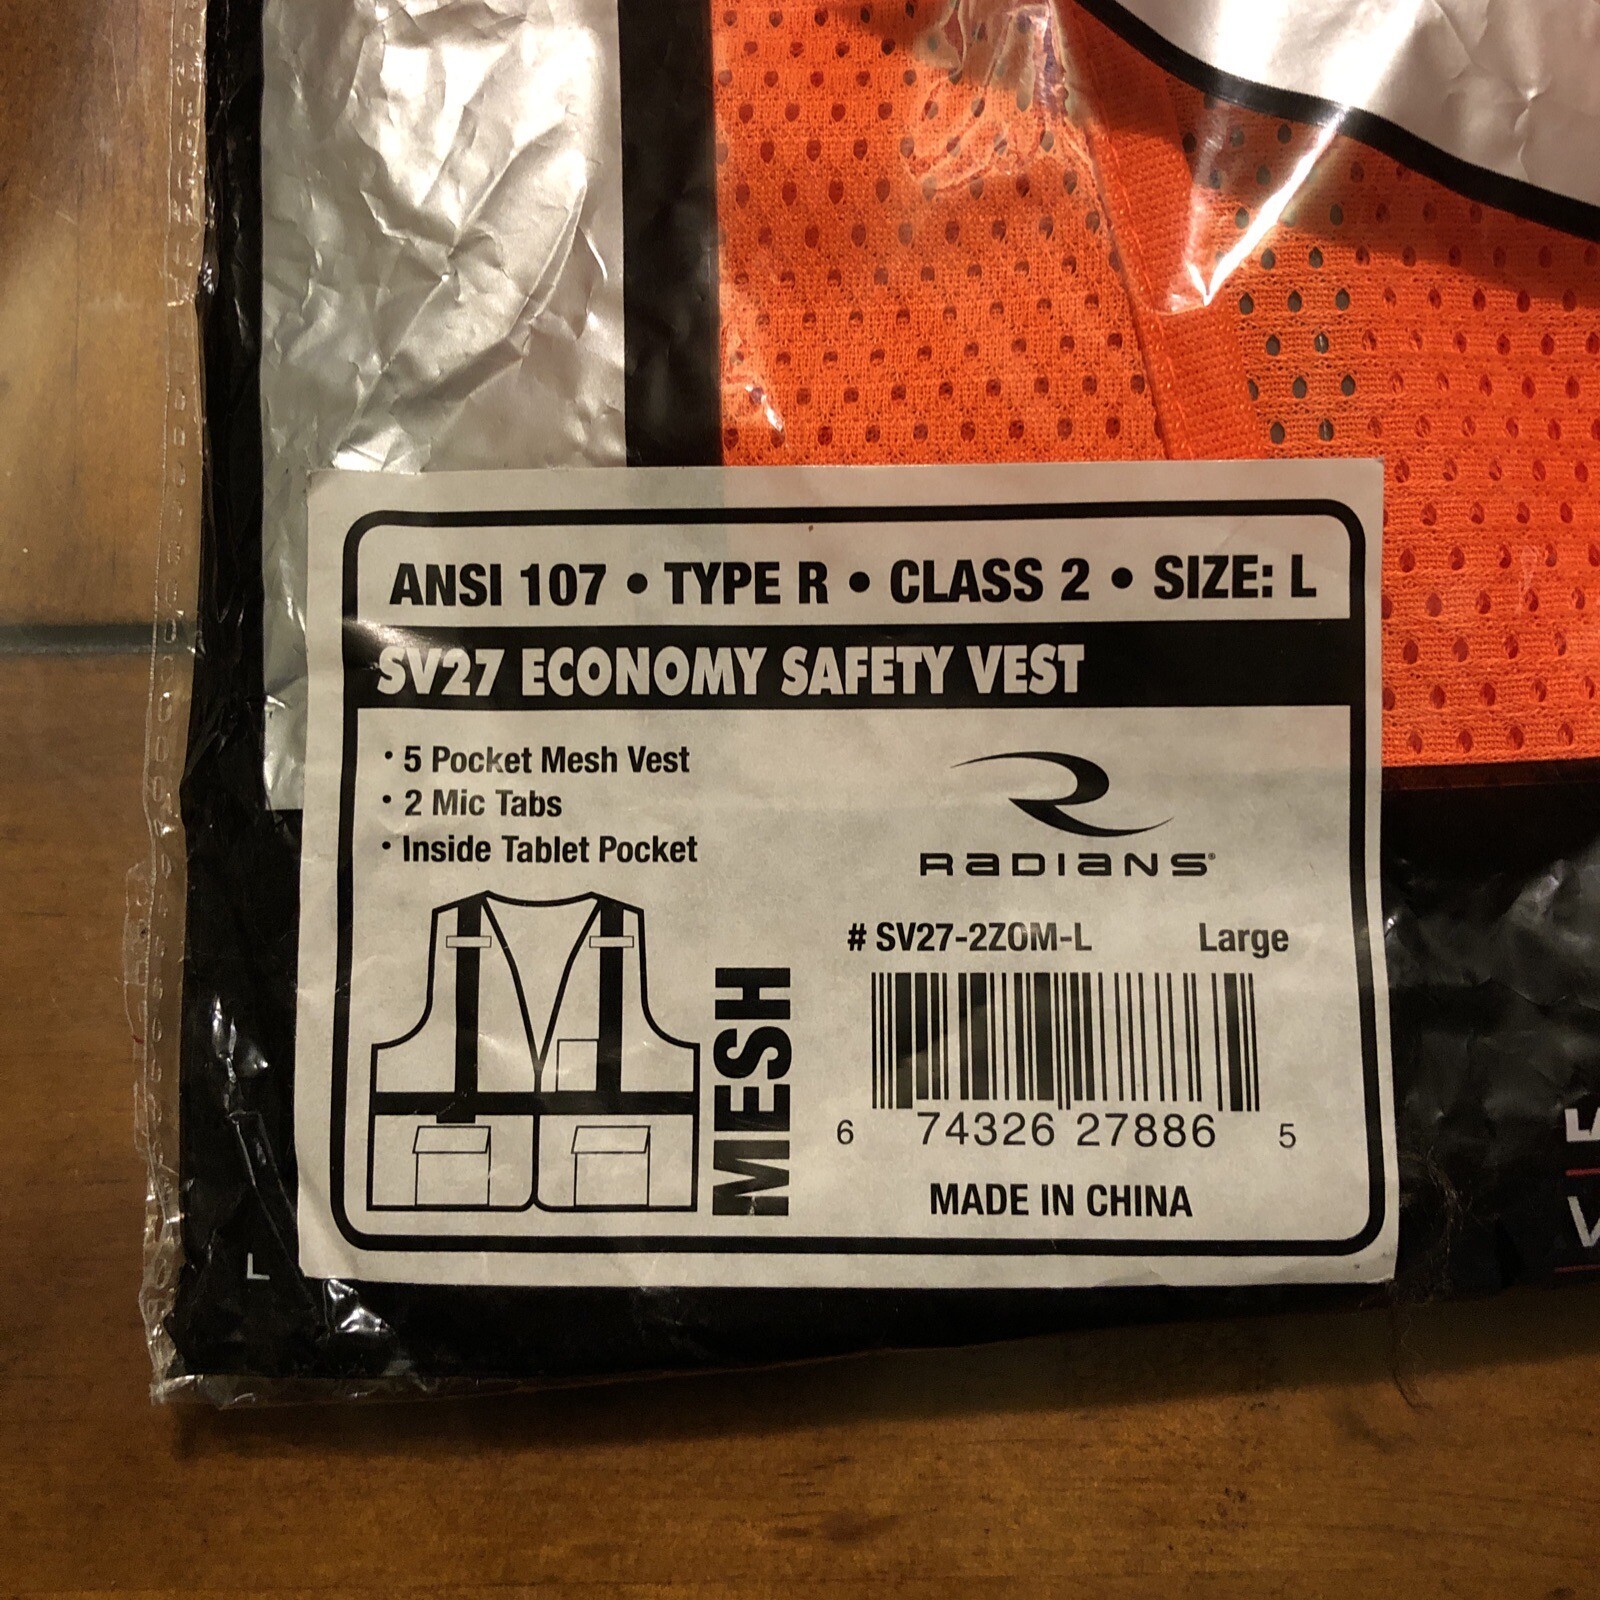 ANSI 107 • TYPE R • CLASS 2 • SIZE: L
SV27 ECONOMY SAFETY VEST
• 5 Pocket Mesh Vest
• 2 Mic Tabs
• Inside Tablet Pocket
RADIANS®
# SV27-2ZOM-L Large
MESH
6 74326 27886 5
MADE IN CHINA
L